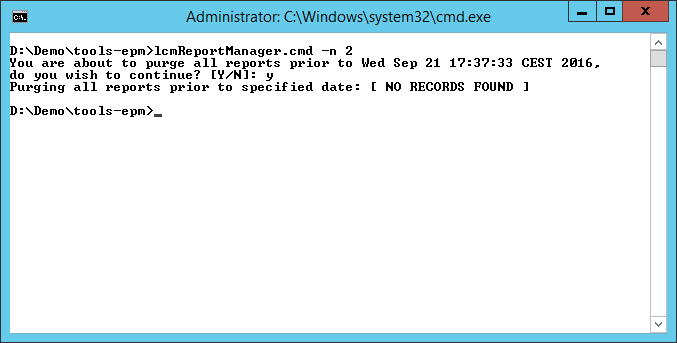 Administrator: C:\Windows\system32\cmd.exe
D:\Demo\tools-epm>lcmReportManager.cmd -n 2
You are about to purge all reports prior to Wed Sep 21 17:37:33 CEST 2016,
do you wish to continue? [Y/N]: y
Purging all reports prior to specified date: [ NO RECORDS FOUND ]
D:\Demo\tools-epm>_